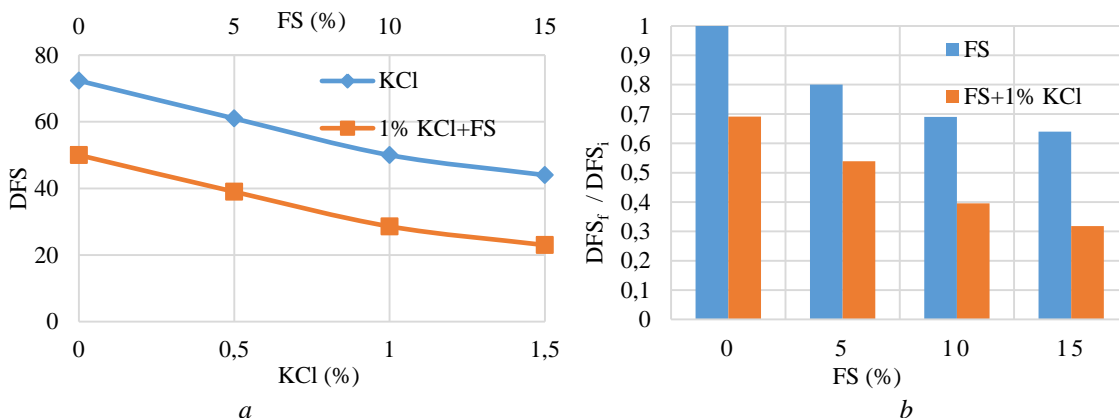 0 5 10 15
FS (%)
80
60
40
20
0
DFS
KCl
1% KCl+FS
0 0,5 1 1,5
KCl (%)
a
1
0,9
0,8
0,7
0,6
0,5
0,4
0,3
0,2
0,1
0
DFSf / DFSi
FS
FS+1% KCl
0 5 10 15
FS (%)
b